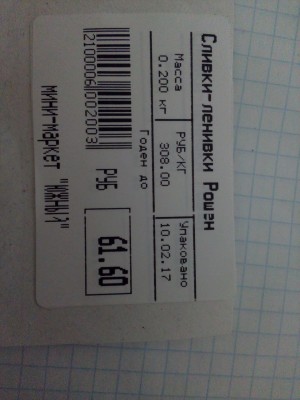 Сливки-ленивки Рошэн
Масса РУБ/КГ Упаковано
0.200 кг 308.00 10.02.17
Годен до
2100006002003
РУБ 61.60
мини-маркет